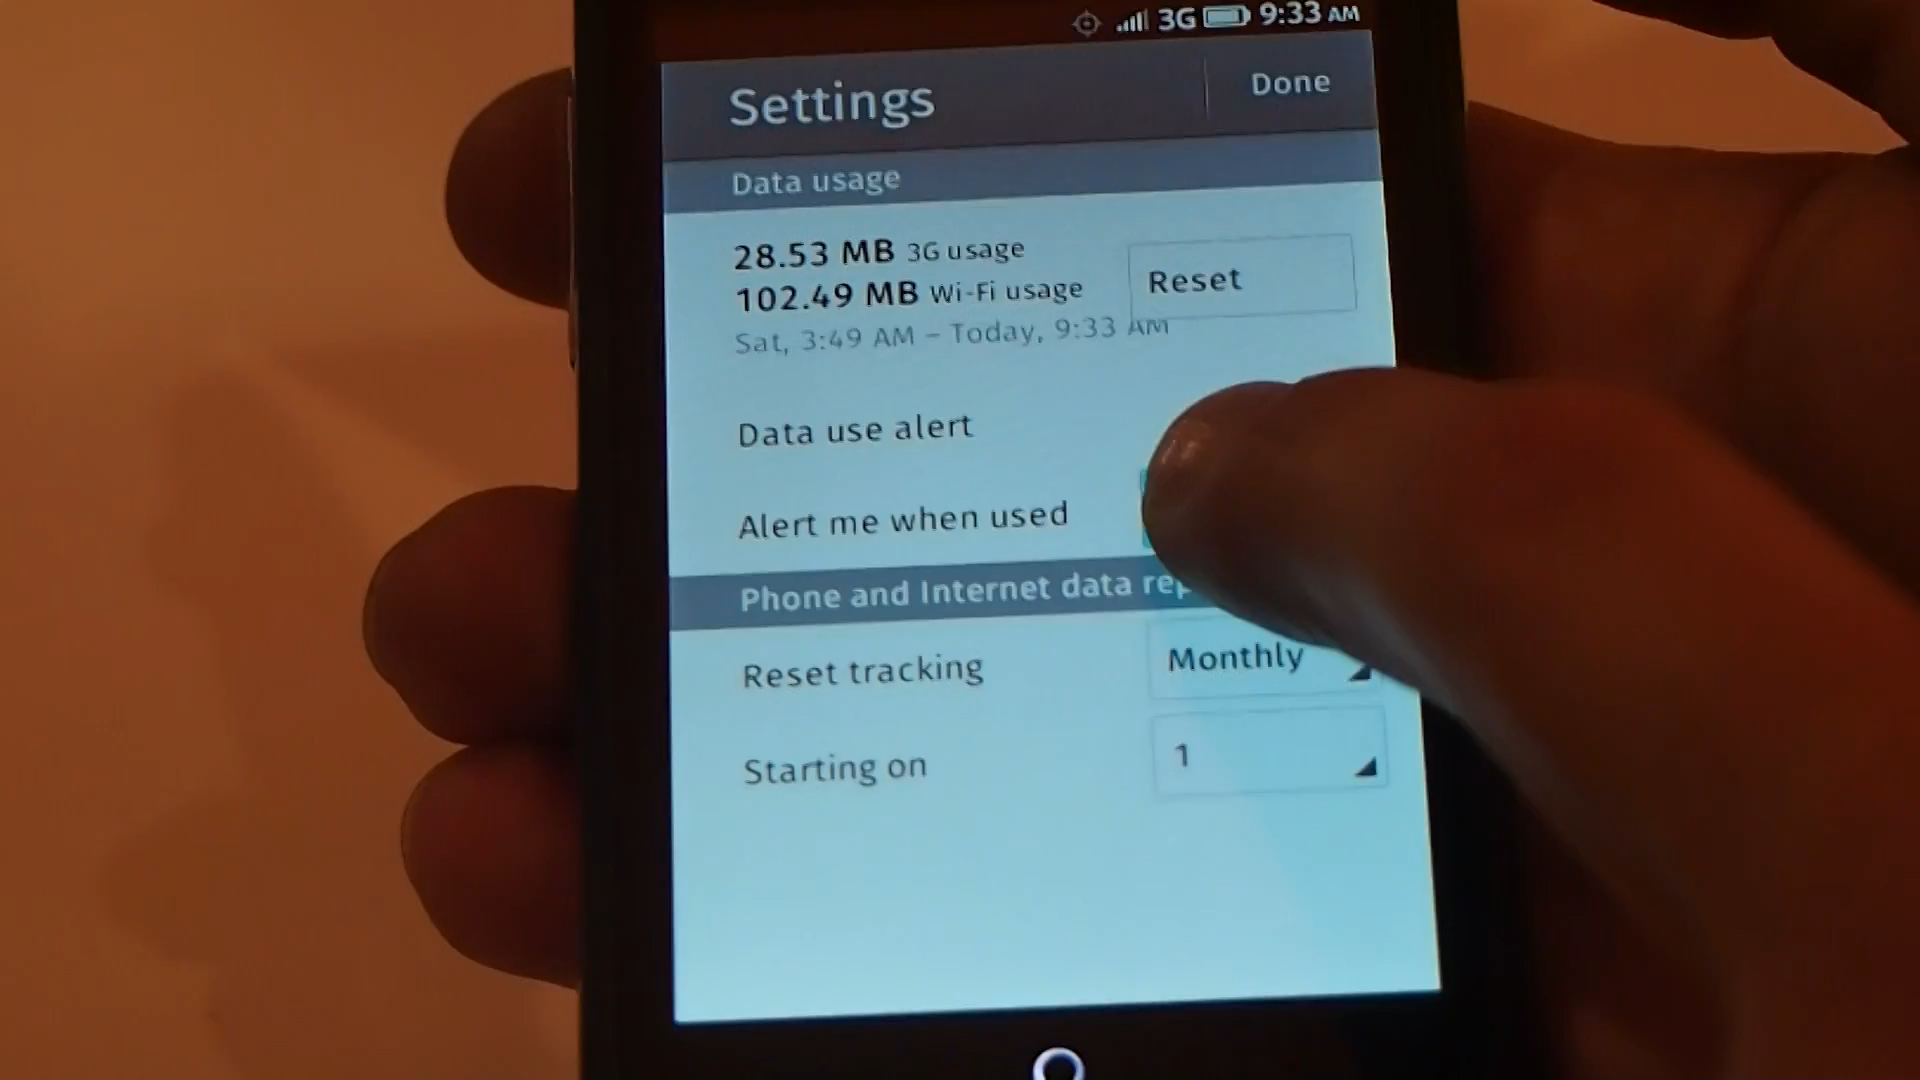 3G 9:33 AM
Settings
Done
Data usage
28.53 MB 3G usage
102.49 MB Wi-Fi usage
Reset
Sat, 3:49 AM – Today, 9:33 AM
Data use alert
Alert me when used
Phone and Internet data
Reset tracking
Monthly
Starting on
1